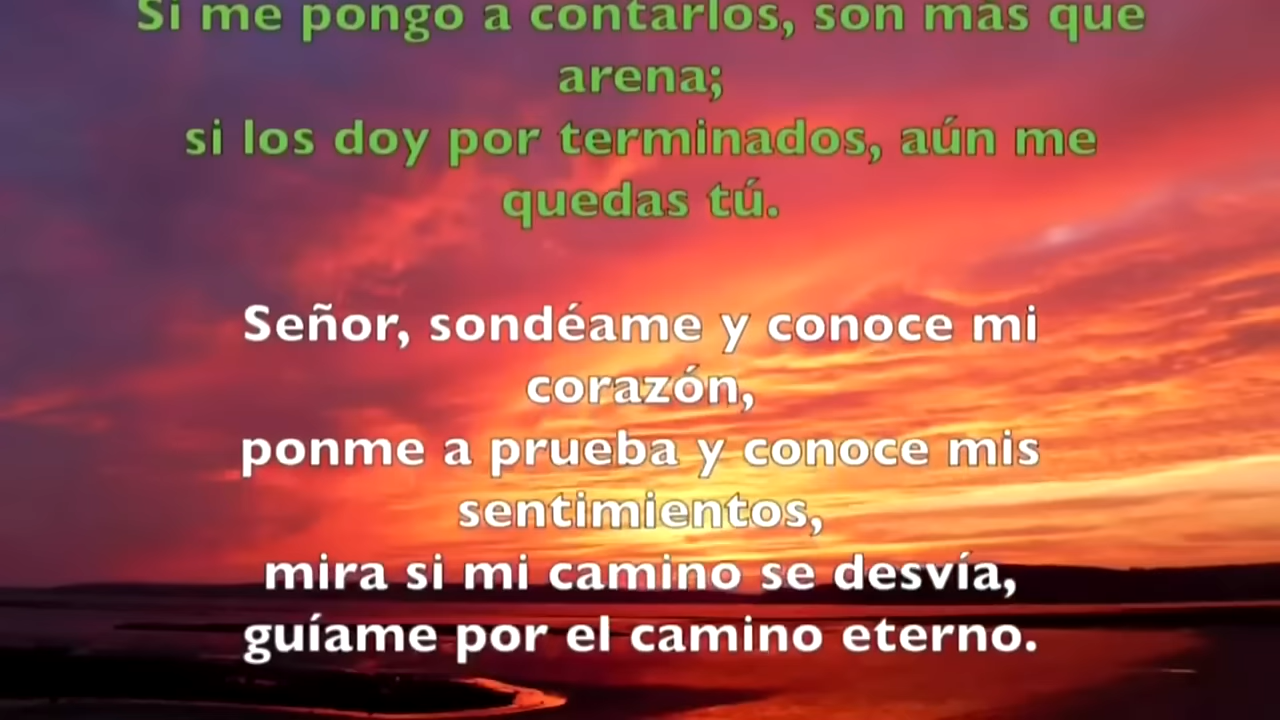 Si me pongo a contarlos, son más que
arena;
si los doy por terminados, aún me
quedas tú.
Señor, sondéame y conoce mi
corazón,
ponme a prueba y conoce mis
sentimientos,
mira si mi camino se desvía,
guíame por el camino eterno.